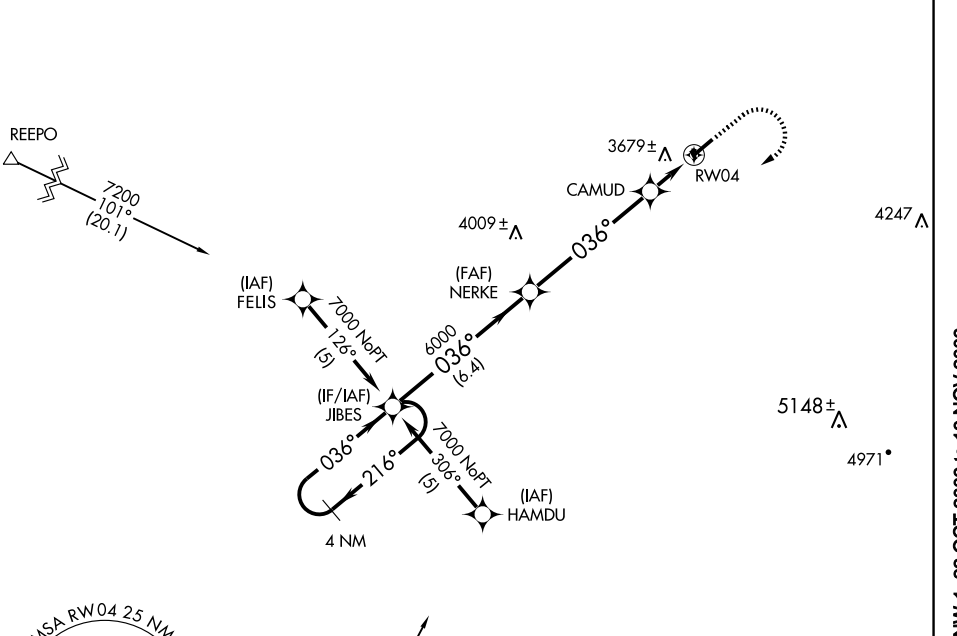 REEPO
7200
101°
(20.1)
3679±
RW04
CAMUD
4247
4009±
036°
(FAF)
NERKE
(IAF)
FELIS
7000 NoPT
126°
(5)
6000
036°
(6.4)
(IF/IAF)
JIBES
5148±
7000 NoPT
306°
(5)
4971
036°
216°
(IAF)
HAMDU
4 NM
MSA RW04 25 NM